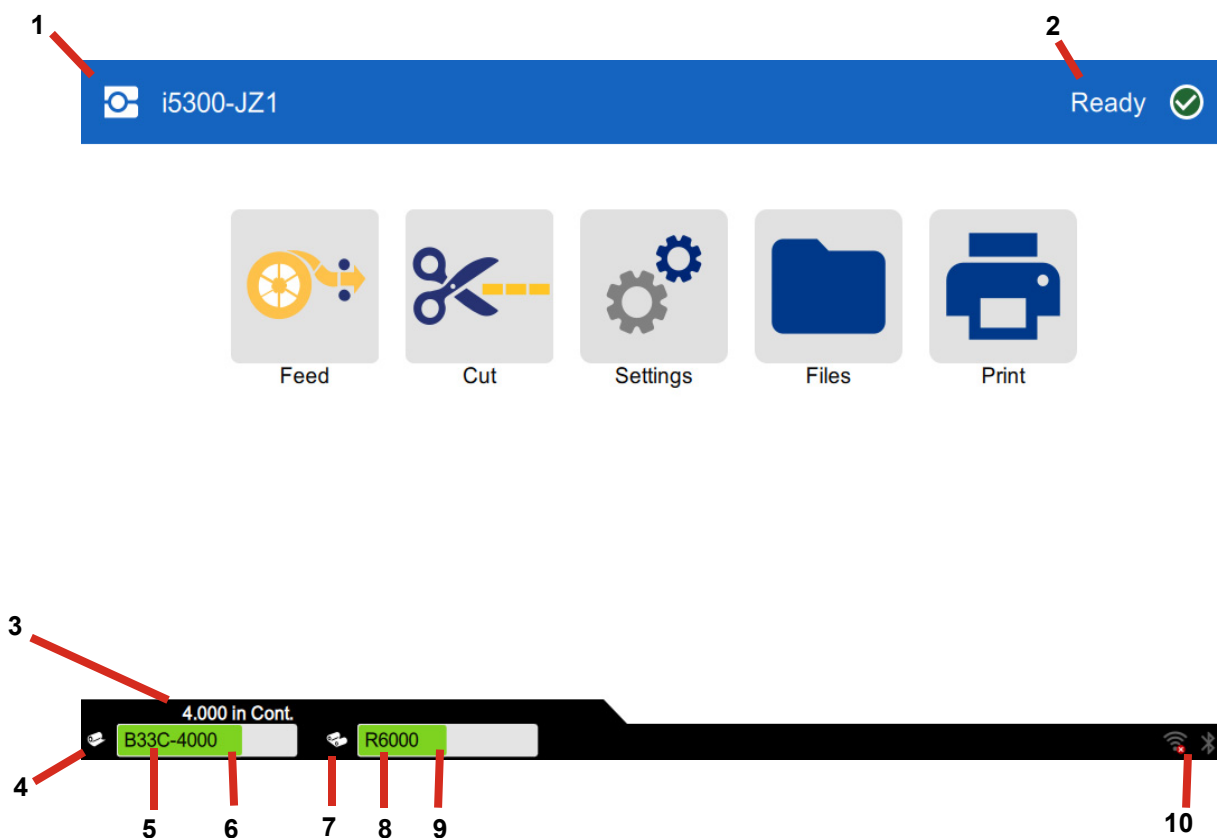 1 2
i5300-JZ1 Ready
Feed Cut Settings Files Print
3
4.000 in Cont.
B33C-4000 R6000
4
5 6 7 8 9 10